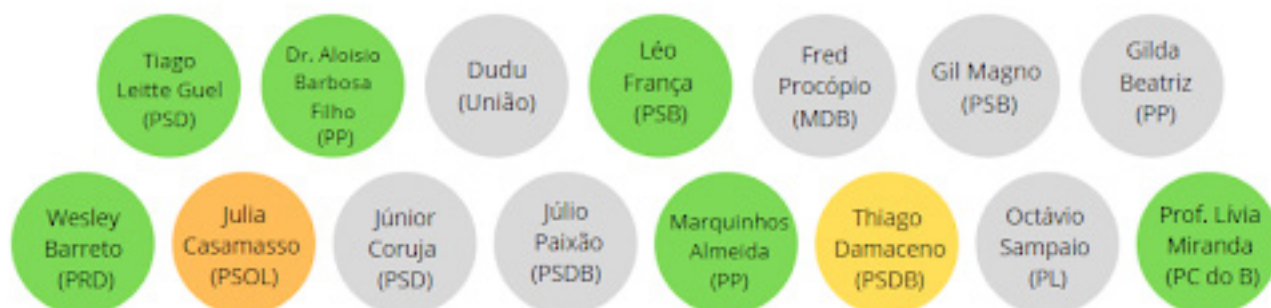 Tiago
Leitte Guel
(PSD)
Dr. Aloisio
Barbosa
Filho
(PP)
Dudu
(União)
Léo
França
(PSB)
Fred
Procópio
(MDB)
Gil Magno
(PSB)
Gilda
Beatriz
(PP)
Wesley
Barreto
(PRD)
Julia
Casamasso
(PSOL)
Júnior
Coruja
(PSD)
Júlio
Paixão
(PSDB)
Marquinhos
Almeida
(PP)
Thiago
Damaceno
(PSDB)
Octávio
Sampaio
(PL)
Prof. Lívia
Miranda
(PC do B)